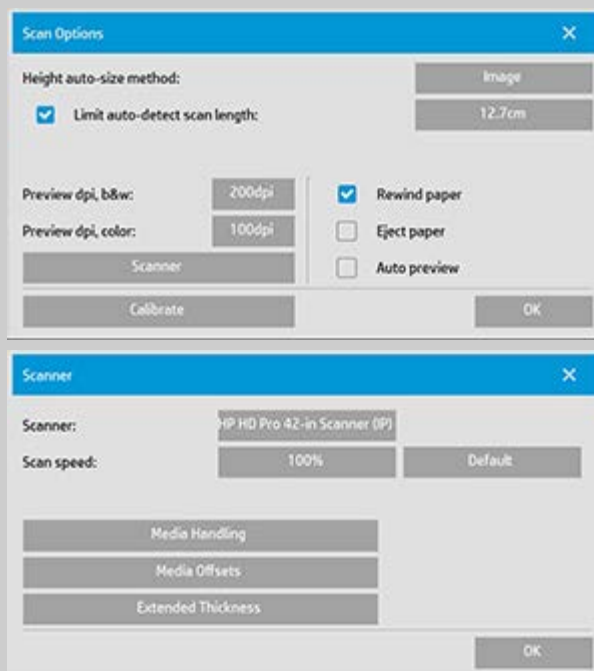 Scan Options
Height auto-size method: Image
Limit auto-detect scan length: 12.7cm
Preview dpi, b&w: 200dpi Rewind paper
Preview dpi, color: 100dpi Eject paper
Scanner Auto preview
Calibrate OK
Scanner
Scanner: HP HD Pro 42-in Scanner (IP)
Scan speed: 100% Default
Media Handling
Media Offsets
Extended Thickness
OK